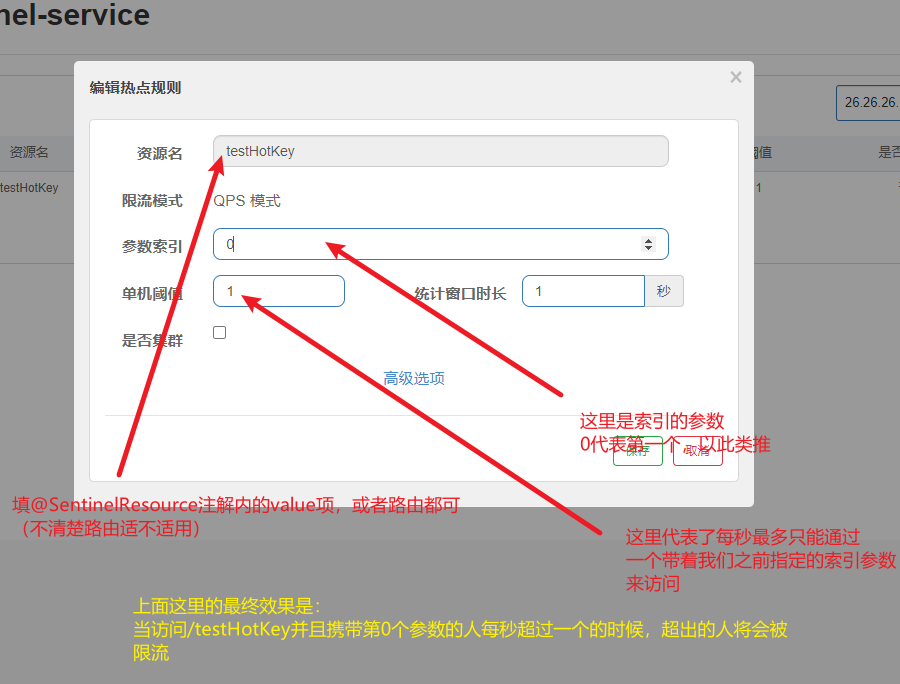 nel-service
编辑热点规则
×
26.26.26.
资源名
testHotKey
资源名
阈值
是否
限流模式
QPS 模式
testHotKey
1
参数索引
0
单机阈值
1
统计窗口时长
1
秒
是否集群
高级选项
这里是索引的参数
0代表第一个，以此类推
保存
取消
填@SentinelResource注解内的value项，或者路由都可
（不清楚路由适不适用）
这里代表了每秒最多只能通过
一个带着我们之前指定的索引参数
来访问
上面这里的最终效果是：
当访问/testHotKey并且携带第0个参数的人每秒超过一个的时候，超出的人将会被
限流